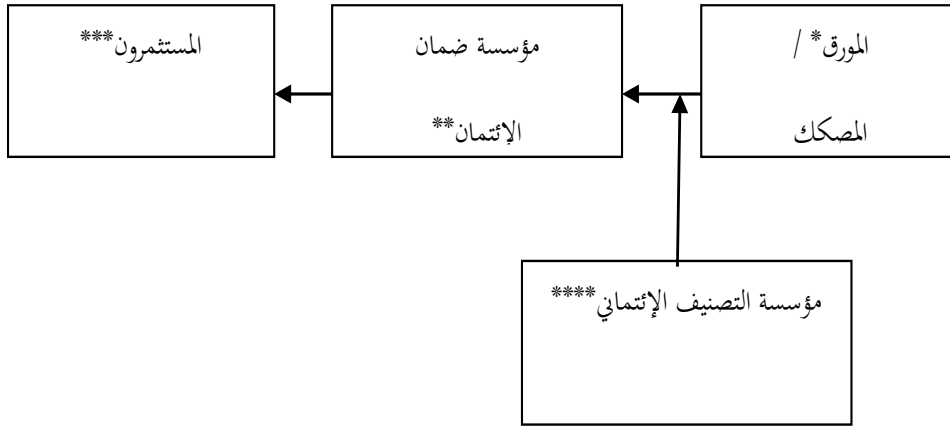 المورق* /
المصكك
مؤسسة ضمان
الإئتمان**
المستثمرون***
مؤسسة التصنيف الإئتماني****